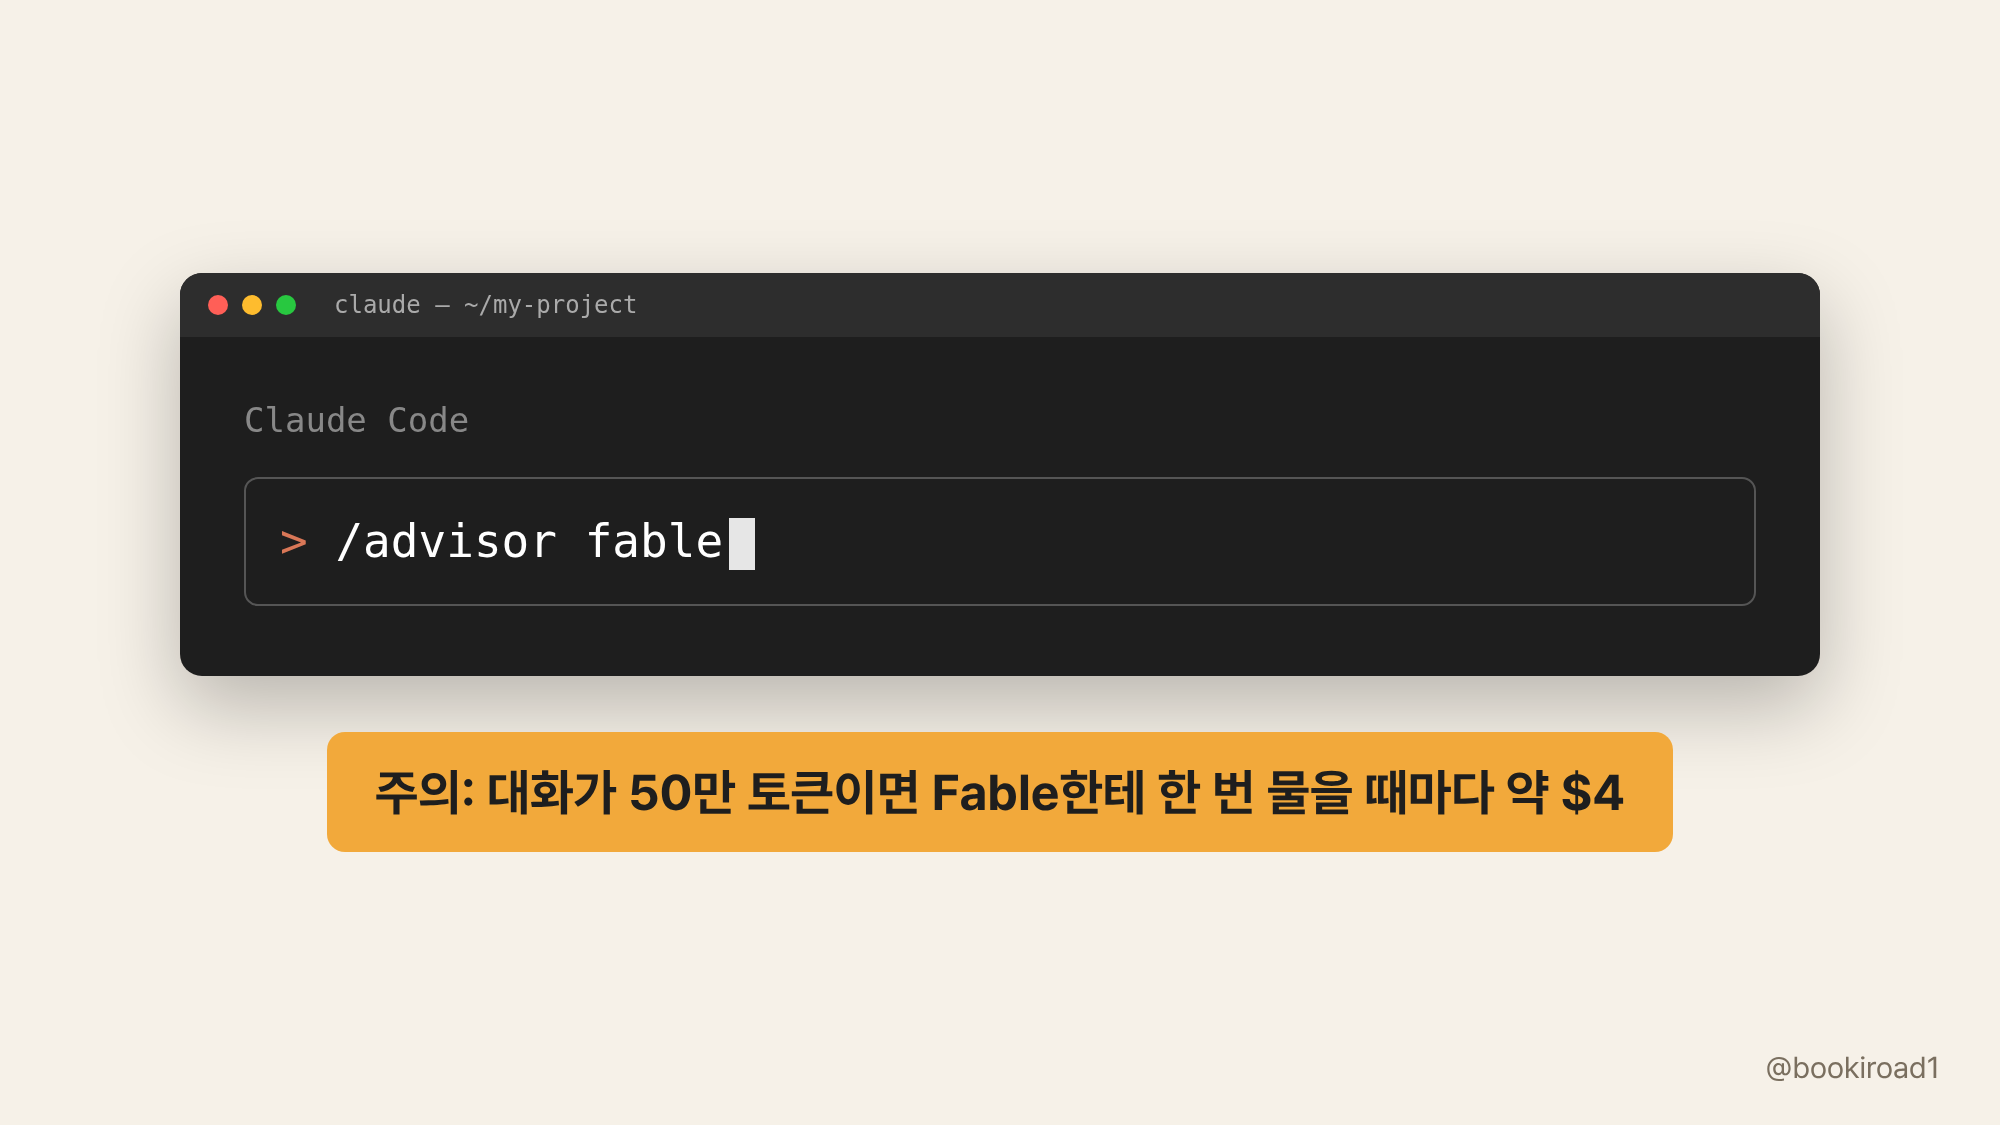 claude — ~/my-project
Claude Code
> /advisor fable
주의: 대화가 50만 토큰이면 Fable한테 한 번 물을 때마다 약 $4
@bookiroad1